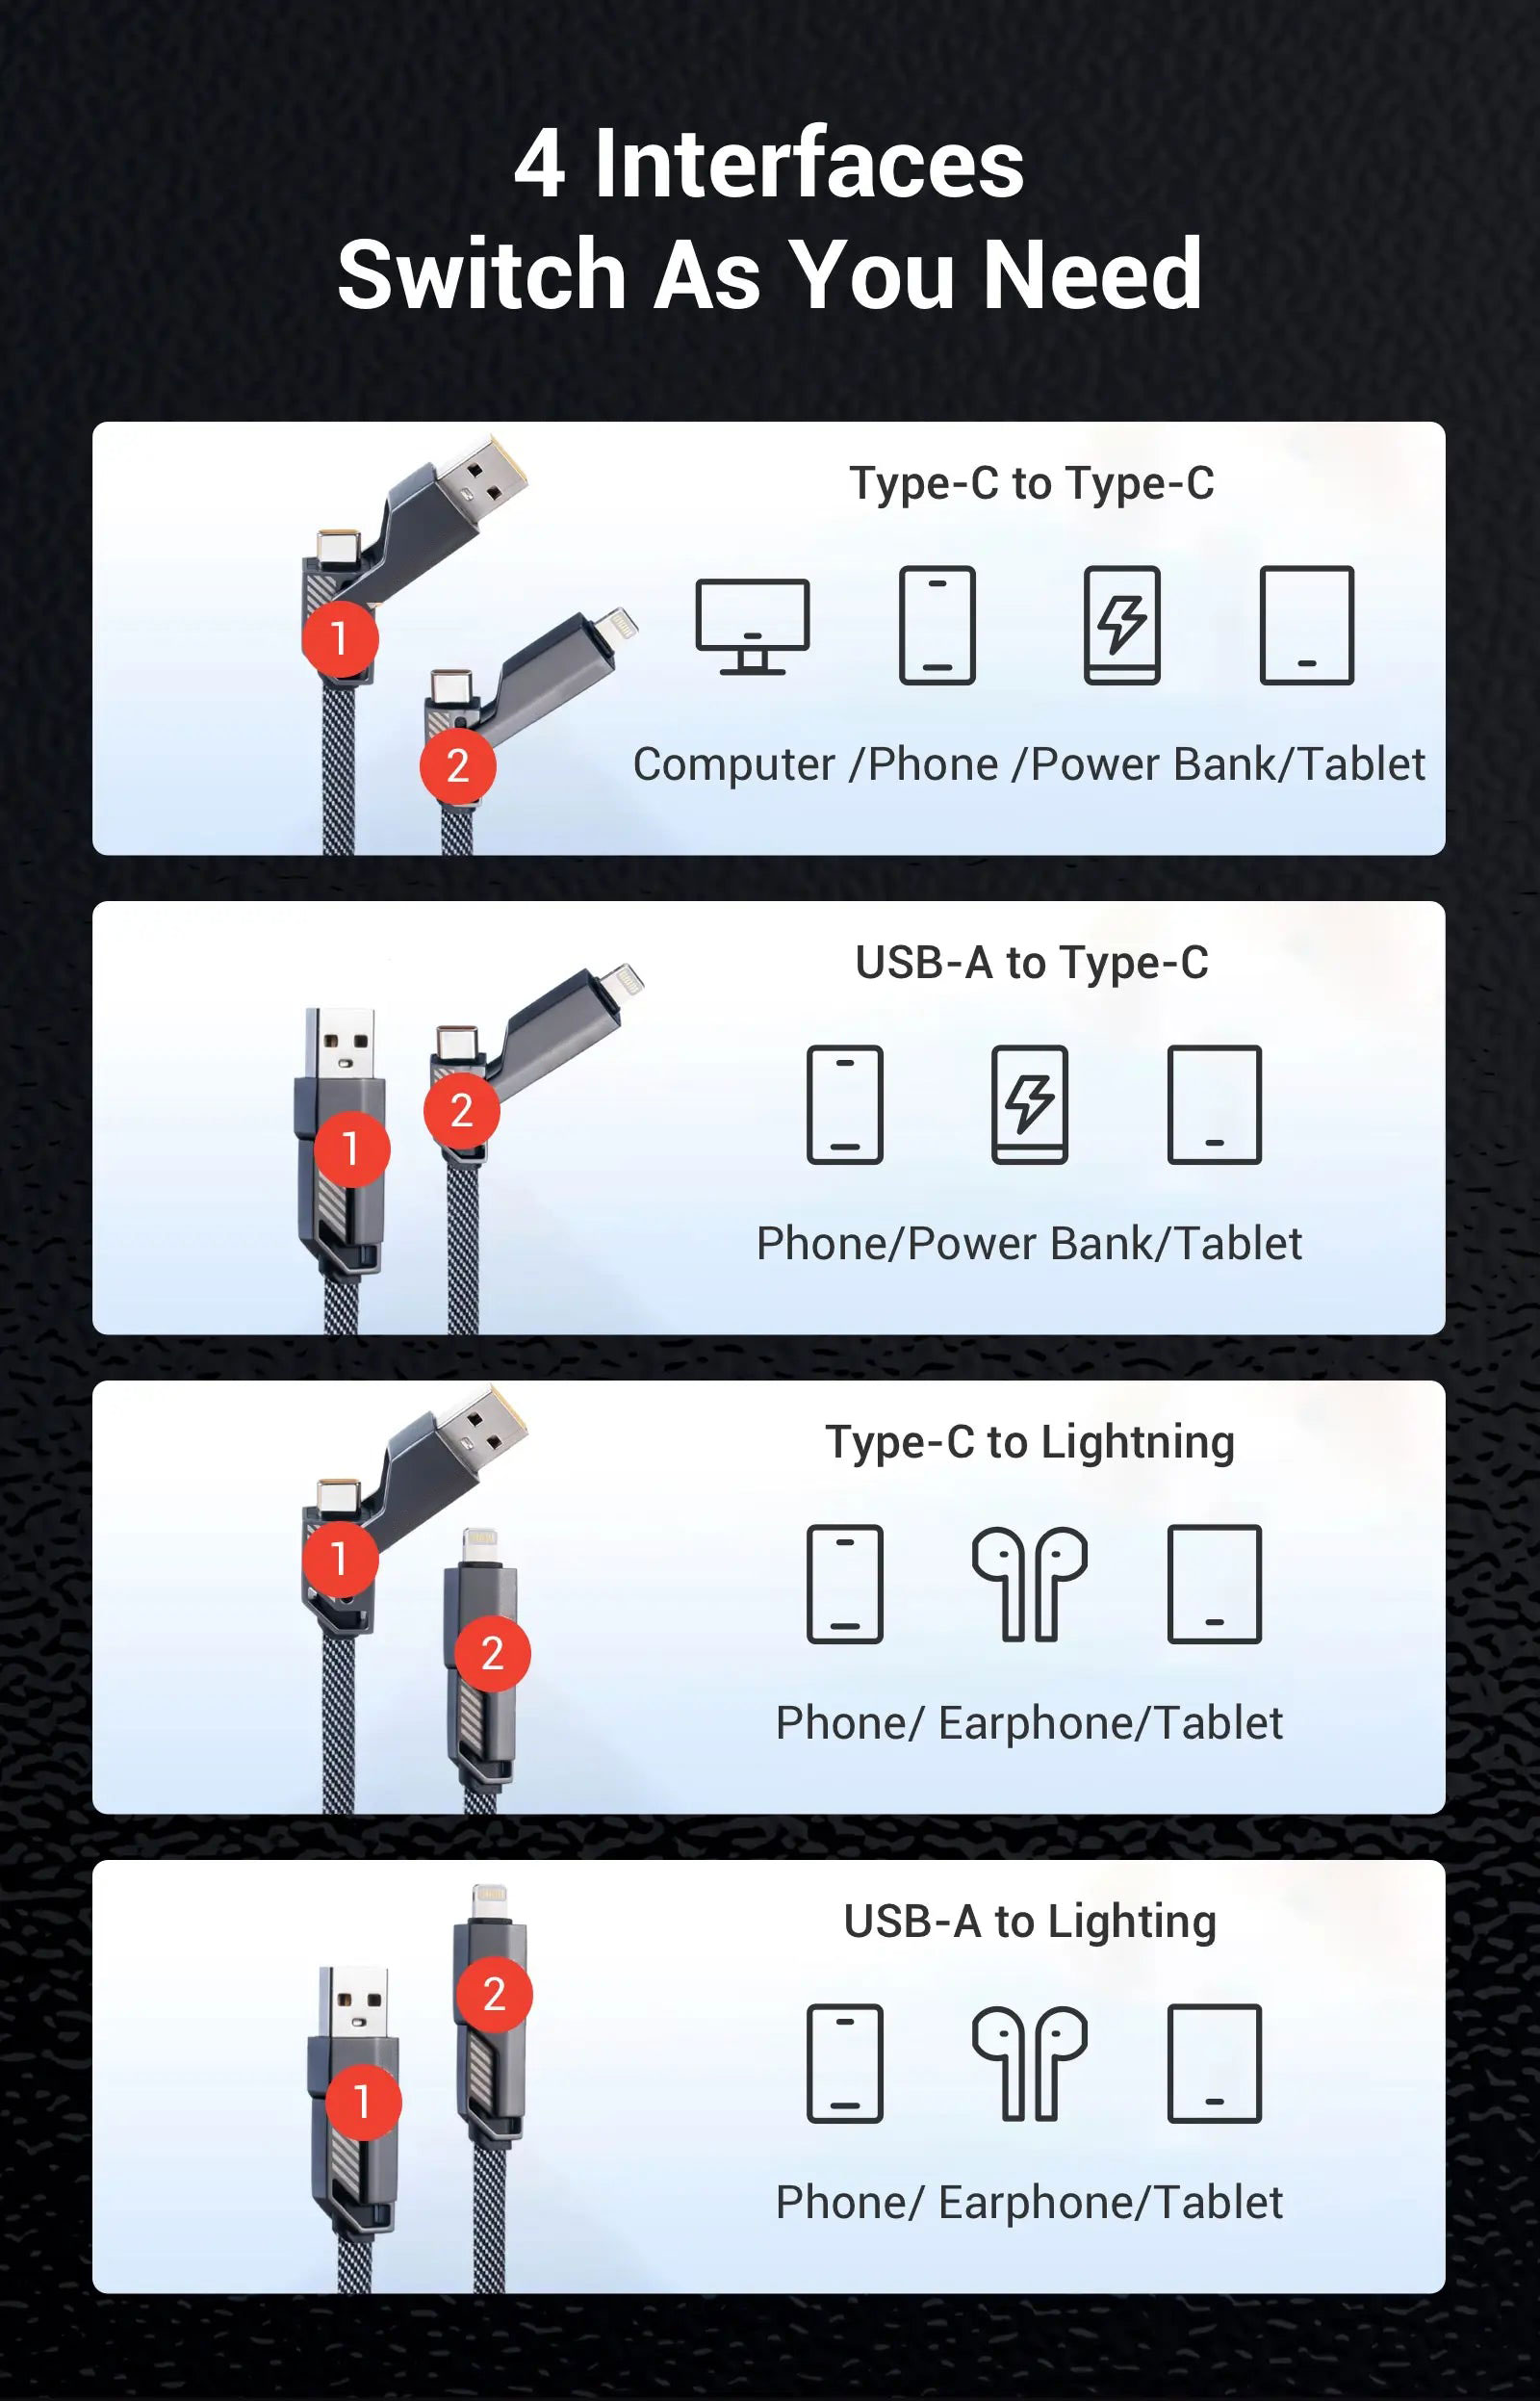 4 Interfaces
Switch As You Need
Type-C to Type-C
1
2
Computer /Phone /Power Bank/Tablet
USB-A to Type-C
1
2
Phone/Power Bank/Tablet
Type-C to Lightning
1
2
Phone/ Earphone/Tablet
USB-A to Lighting
2
1
Phone/ Earphone/Tablet